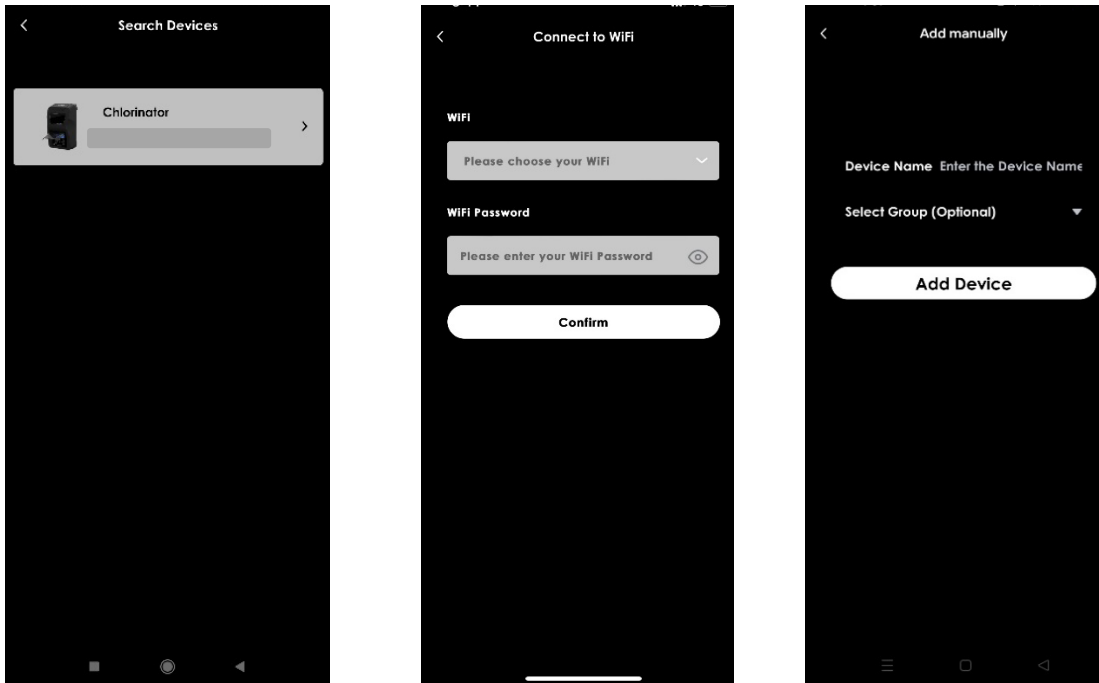 Search Devices
Chlorinator
Connect to WiFi
WiFi
Please choose your WiFi
WiFi Password
Please enter your WiFi Password
Confirm
Add manually
Device Name Enter the Device Name
Select Group (Optional)
Add Device